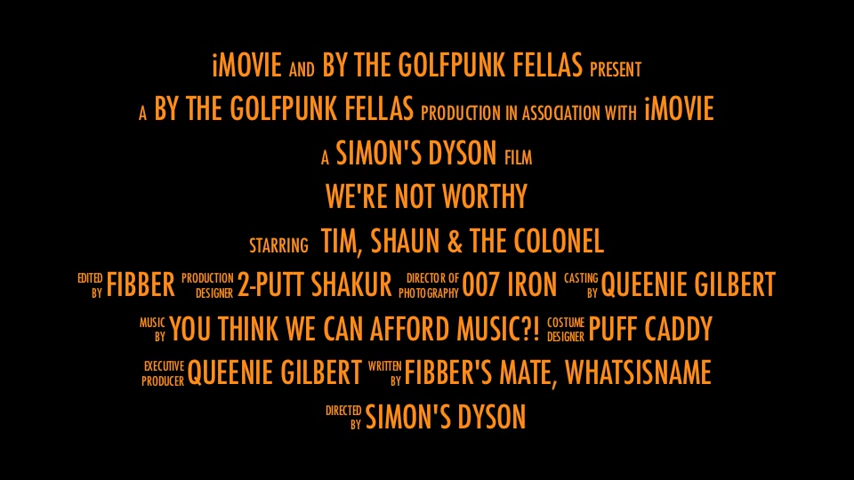 iMOVIE AND BY THE GOLFPUNK FELLAS PRESENT
A BY THE GOLFPUNK FELLAS PRODUCTION IN ASSOCIATION WITH iMOVIE
A SIMON'S DYSON FILM
WE'RE NOT WORTHY
STARRING TIM, SHAUN & THE COLONEL
EDITED BY FIBBER PRODUCTION DESIGNER 2-PUTT SHAKUR DIRECTOR OF PHOTOGRAPHY 007 IRON CASTING BY QUEENIE GILBERT
MUSIC BY YOU THINK WE CAN AFFORD MUSIC?! COSTUME DESIGNER PUFF CADDY
EXECUTIVE PRODUCER QUEENIE GILBERT WRITTEN BY FIBBER'S MATE, WHATSISNAME
DIRECTED BY SIMON'S DYSON